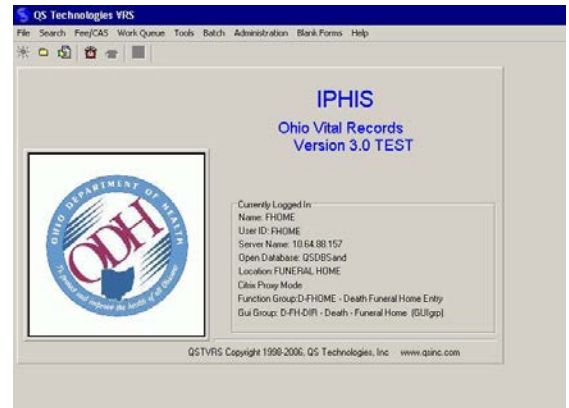 QS Technologies VRS
File Search Fee/CAS Work Queue Tools Batch Administration Blank Forms Help
IPHIS
Ohio Vital Records
Version 3.0 TEST
OHIO DEPARTMENT OF HEALTH
ODH
To protect and improve the health of all Ohioans
Currently Logged In
Name: FHOME
User ID: FHOME
Server Name: 10.64.88.157
Open Database: QSDBSand
Location: FUNERAL HOME
Citrix Proxy Mode
Function Group:D-FHOME - Death Funeral Home Entry
Gui Group: D-FH-DIR - Death - Funeral Home (GUIgrp)
QSTVRS Copyright 1998-2006, QS Technologies, Inc www.qsinc.com